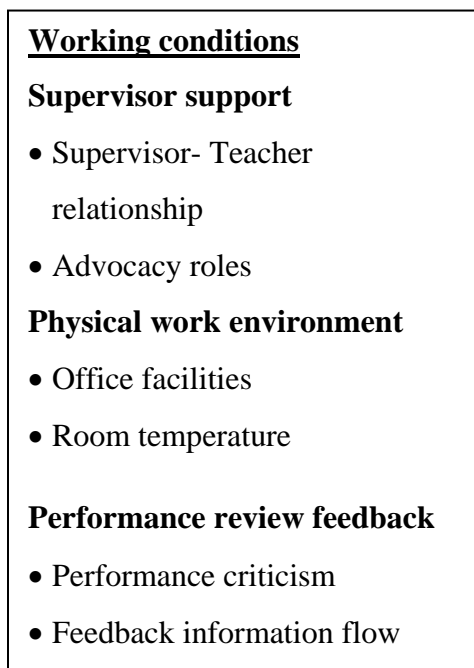 Working conditions
Supervisor support
• Supervisor- Teacher
relationship
• Advocacy roles
Physical work environment
• Office facilities
• Room temperature
Performance review feedback
• Performance criticism
• Feedback information flow